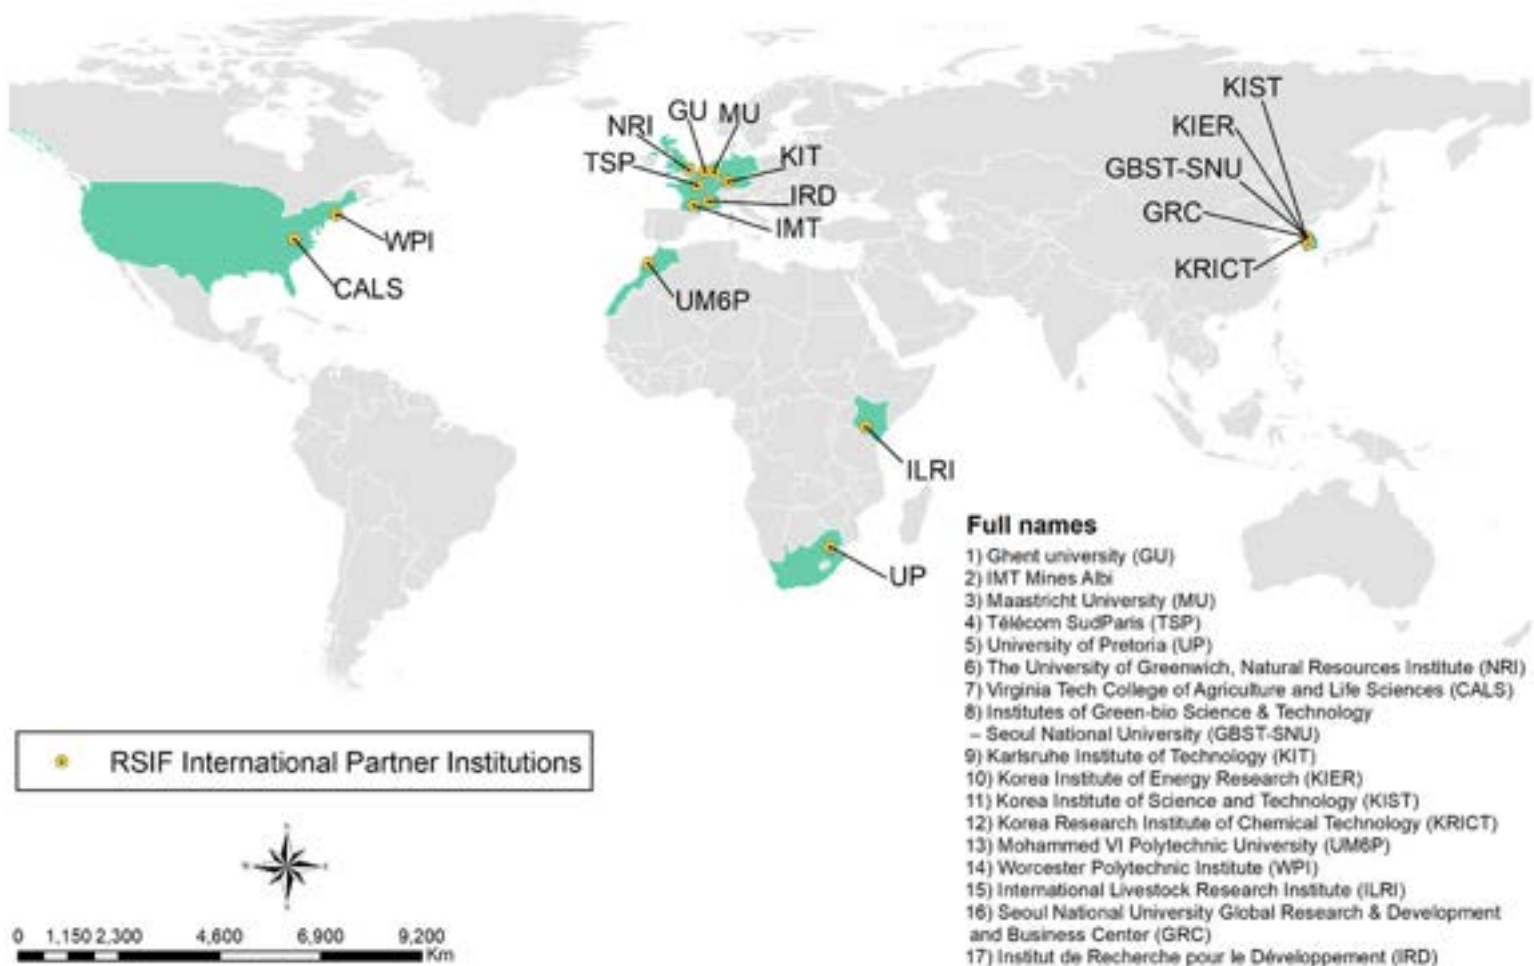 KIST
GU MU
NRI
KIER
TSP
KIT
GBST-SNU
IRD
GRC
IMT
WPI
KRICT
CALS
UM6P
ILRI
UP
Full names
1) Ghent university (GU)
2) IMT Mines Albi
3) Maastricht University (MU)
4) Télécom SudParis (TSP)
5) University of Pretoria (UP)
6) The University of Greenwich, Natural Resources Institute (NRI)
7) Virginia Tech College of Agriculture and Life Sciences (CALS)
8) Institutes of Green-bio Science & Technology
– Seoul National University (GBST-SNU)
9) Karlsruhe Institute of Technology (KIT)
10) Korea Institute of Energy Research (KIER)
11) Korea Institute of Science and Technology (KIST)
12) Korea Research Institute of Chemical Technology (KRICT)
13) Mohammed VI Polytechnic University (UM6P)
14) Worcester Polytechnic Institute (WPI)
15) International Livestock Research Institute (ILRI)
16) Seoul National University Global Research & Development
and Business Center (GRC)
17) Institut de Recherche pour le Développement (IRD)
RSIF International Partner Institutions
0 1,150 2,300 4,600 6,900 9,200
Km